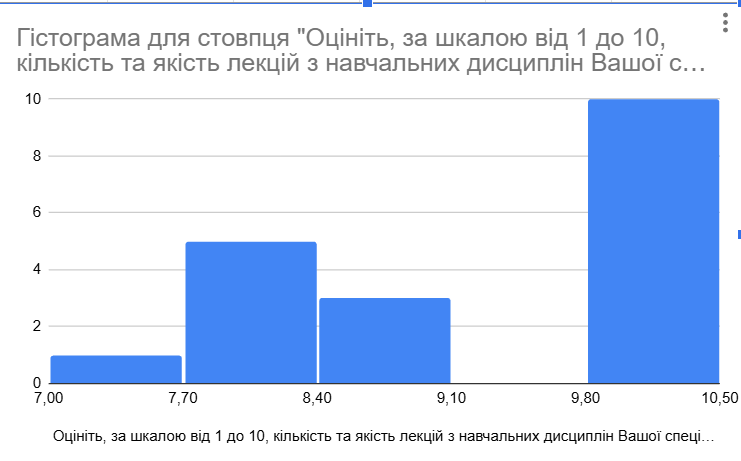 Гістограма для стовпця "Оцініть, за шкалою від 1 до 10,
кількість та якість лекцій з навчальних дисциплін Вашої с…
10
8
6
4
2
0
7,00 7,70 8,40 9,10 9,80 10,50
Оцініть, за шкалою від 1 до 10, кількість та якість лекцій з навчальних дисциплін Вашої спеці…